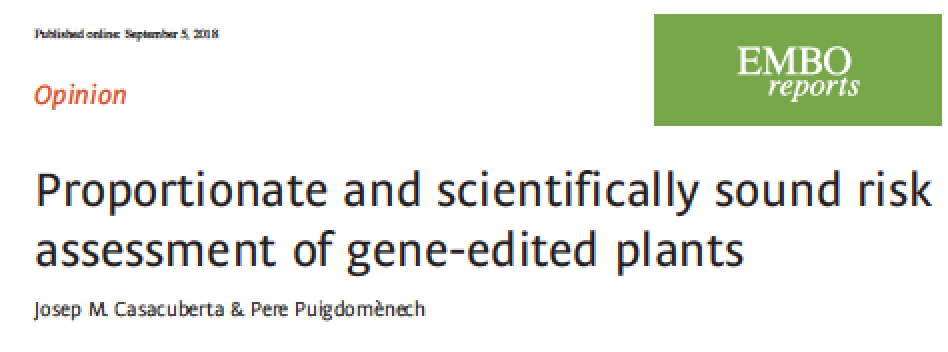 Published online: September 5, 2018
EMBO
reports
Opinion
Proportionate and scientifically sound risk
assessment of gene-edited plants
Josep M. Casacuberta & Pere Puigdomènech